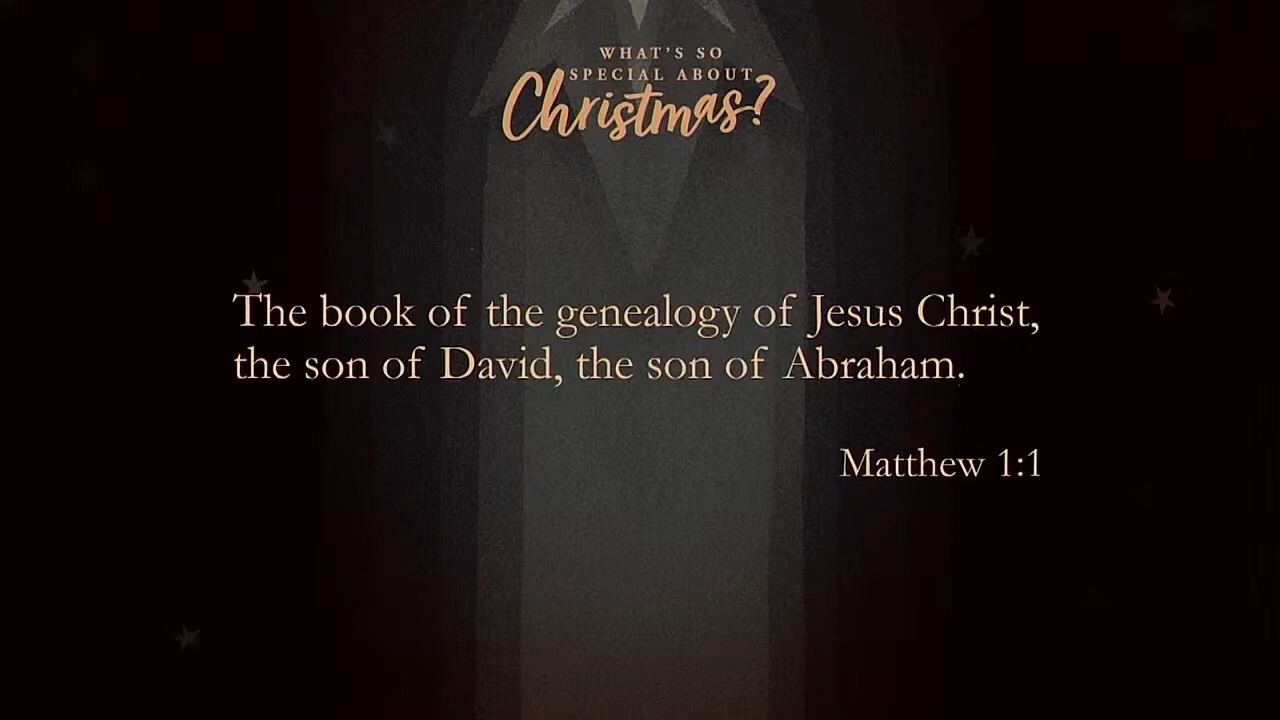 WHAT'S SO
SPECIAL ABOUT
Christmas?
The book of the genealogy of Jesus Christ,
the son of David, the son of Abraham.
Matthew 1:1